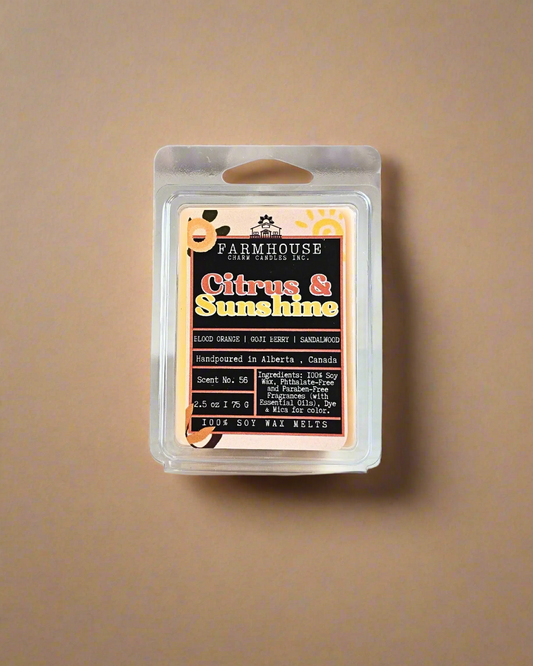 FARMHOUSE
CHARM CANDLES INC.
Citrus &
Sunshine
BLOOD ORANGE | GOJI BERRY | SANDALWOOD
Handpoured in Alberta , Canada
Scent No. 56
2.5 oz I 75 G
Ingredients: 100% Soy
Wax, Phthalate-Free
and Paraben-Free
Fragrances (with
Essential Oils), Dye
& Mica for color.
100% SOY WAX MELTS